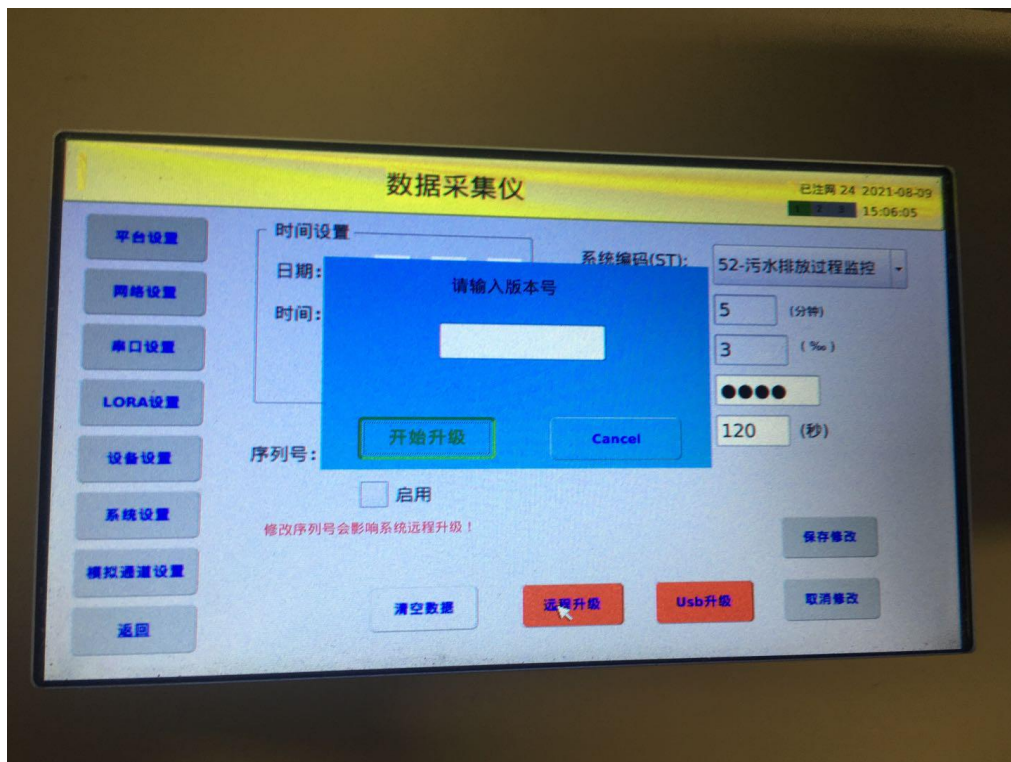 数据采集仪
已注网 24 2021-08-09
1 2 3 15:06:05
平台设置
网络设置
串口设置
LORA设置
设备设置
系统设置
模拟通道设置
返回
时间设置
日期:
时间:
序列号:
启用
修改序列号会影响系统远程升级！
请输入版本号
开始升级
Cancel
系统编码(ST):
52-污水排放过程监控
5 (分钟)
3 (‰)
●●●●
120 (秒)
保存修改
清空数据
远程升级
Usb升级
取消修改